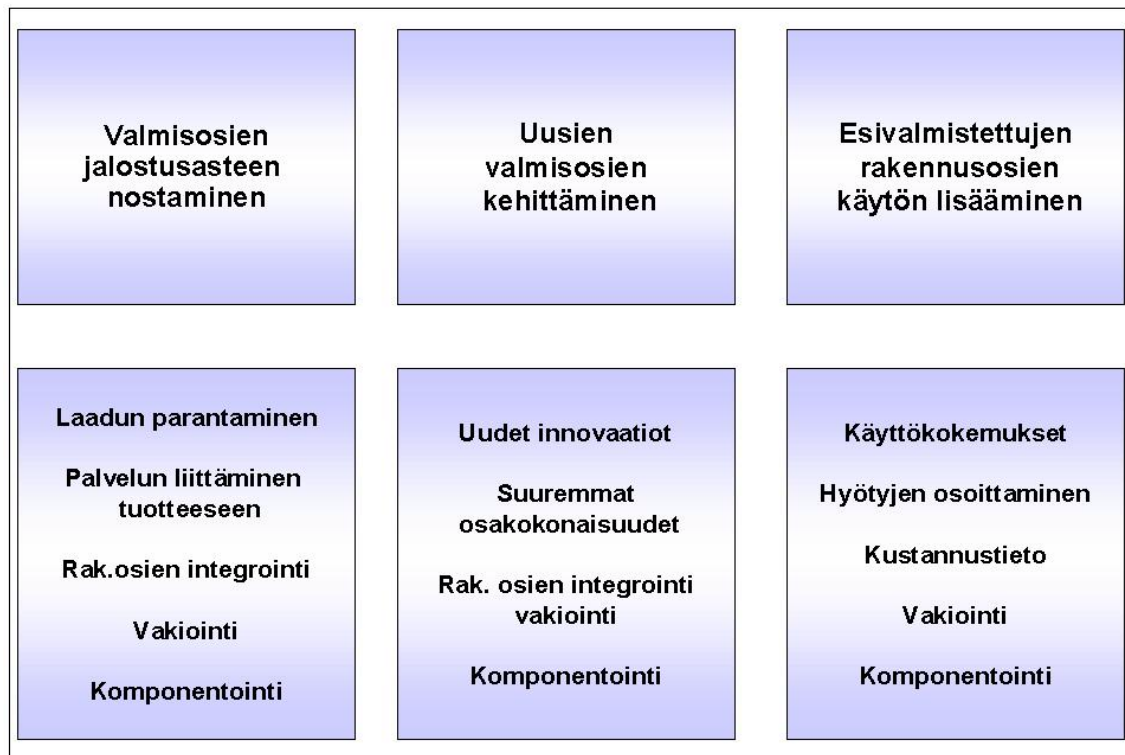 Valmisosien
jalostusasteen
nostaminen
Uusien
valmisosien
kehittäminen
Esivalmistettujen
rakennusosien
käytön lisääminen
Laadun parantaminen
Palvelun liittäminen
tuotteeseen
Rak.osien integrointi
Vakiointi
Komponentointi
Uudet innovaatiot
Suuremmat
osakokonaisuudet
Rak. osien integrointi
vakiointi
Komponentointi
Käyttökokemukset
Hyötyjen osoittaminen
Kustannustieto
Vakiointi
Komponentointi